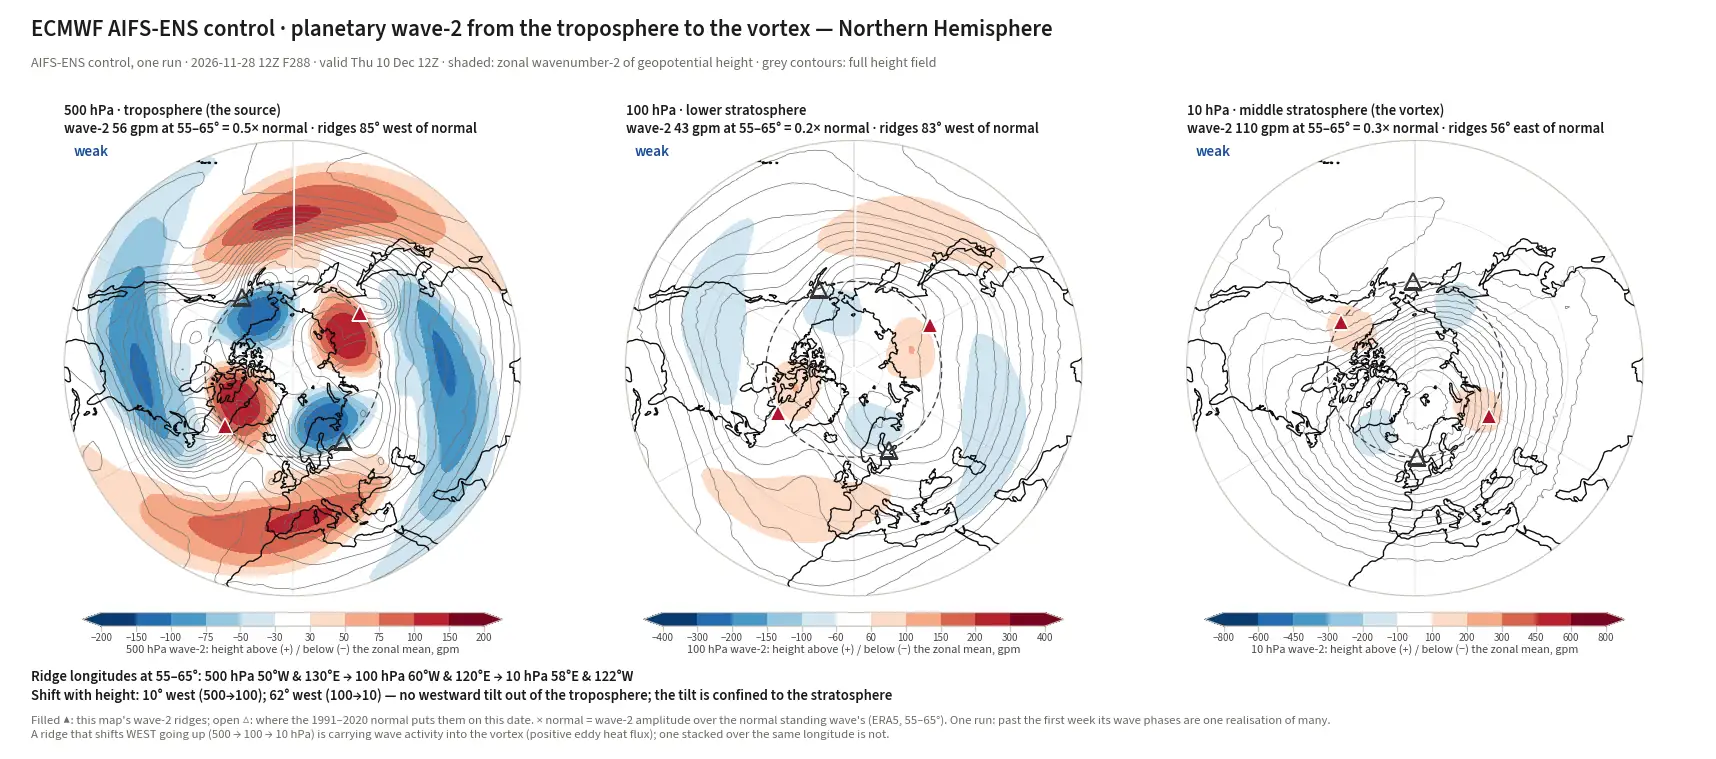 ECMWF AIFS-ENS control · planetary wave-2 from the troposphere to the vortex — Northern Hemisphere
AIFS-ENS control, one run · 2026-11-28 12Z F288 · valid Thu 10 Dec 12Z · shaded: zonal wavenumber-2 of geopotential height · grey contours: full height field
500 hPa · troposphere (the source)
wave-2 56 gpm at 55–65° = 0.5× normal · ridges 85° west of normal
weak
100 hPa · lower stratosphere
wave-2 43 gpm at 55–65° = 0.2× normal · ridges 83° west of normal
weak
10 hPa · middle stratosphere (the vortex)
wave-2 110 gpm at 55–65° = 0.3× normal · ridges 56° east of normal
weak
−200 −150 −100 −75 −50 −30 30 50 75 100 150 200
500 hPa wave-2: height above (+) / below (−) the zonal mean, gpm
−400 −300 −200 −150 −100 −60 60 100 150 200 300 400
100 hPa wave-2: height above (+) / below (−) the zonal mean, gpm
−800 −600 −450 −300 −200 −100 100 200 300 450 600 800
10 hPa wave-2: height above (+) / below (−) the zonal mean, gpm
Ridge longitudes at 55–65°: 500 hPa 50°W & 130°E → 100 hPa 60°W & 120°E → 10 hPa 58°E & 122°W
Shift with height: 10° west (500→100); 62° west (100→10) — no westward tilt out of the troposphere; the tilt is confined to the stratosphere
Filled ▲: this map's wave-2 ridges; open △: where the 1991–2020 normal puts them on this date. × normal = wave-2 amplitude over the normal standing wave's (ERA5, 55–65°). One run: past the first week its wave phases are one realisation of many.
A ridge that shifts WEST going up (500 → 100 → 10 hPa) is carrying wave activity into the vortex (positive eddy heat flux); one stacked over the same longitude is not.